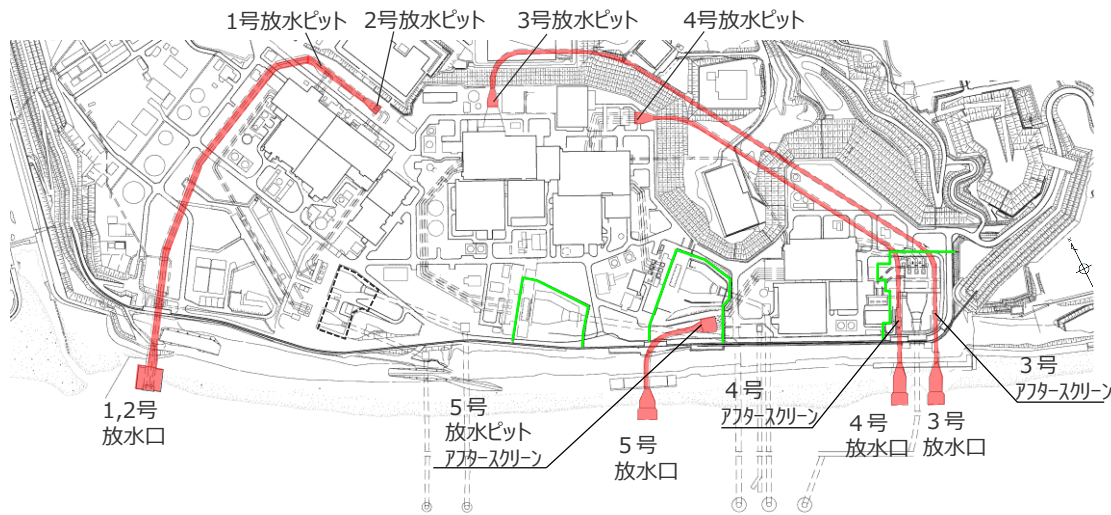 1号放水ピット
2号放水ピット
3号放水ピット
4号放水ピット
1,2号
放水口
5号
放水ピット
アフタースクリーン
5号
放水口
4号
アフタースクリーン
4号
放水口
3号
放水口
3号
アフタースクリーン